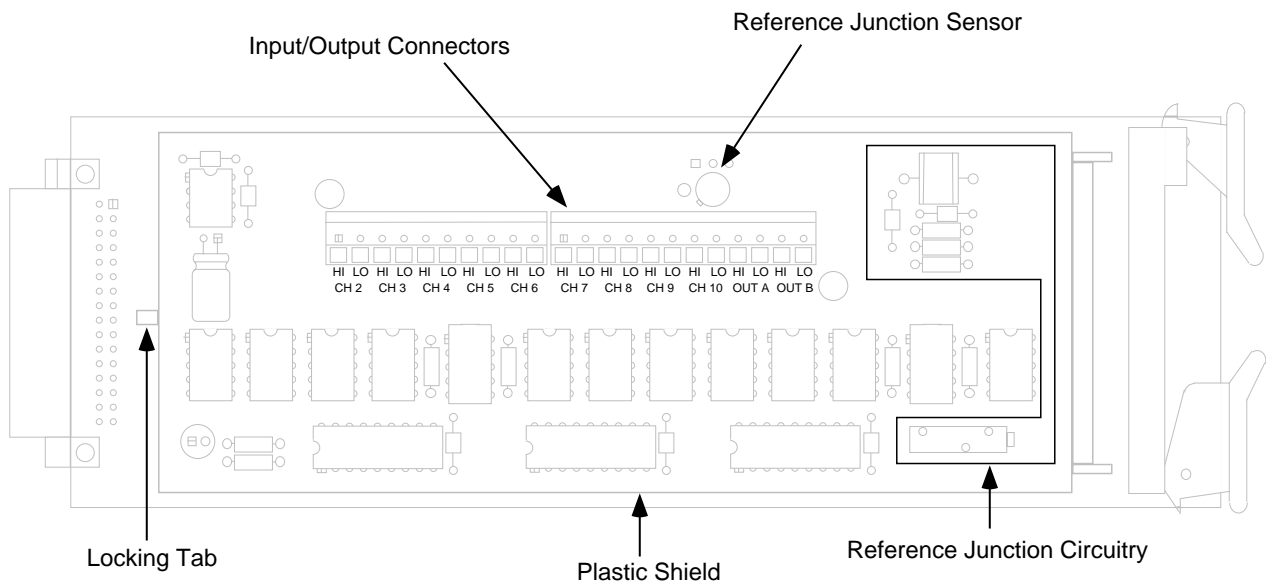 Reference Junction Sensor
Input/Output Connectors
HI LO HI LO HI LO HI LO HI LO HI LO HI LO HI LO HI LO HI LO HI LO
CH 2 CH 3 CH 4 CH 5 CH 6 CH 7 CH 8 CH 9 CH 10 OUT A OUT B
Locking Tab
Plastic Shield
Reference Junction Circuitry